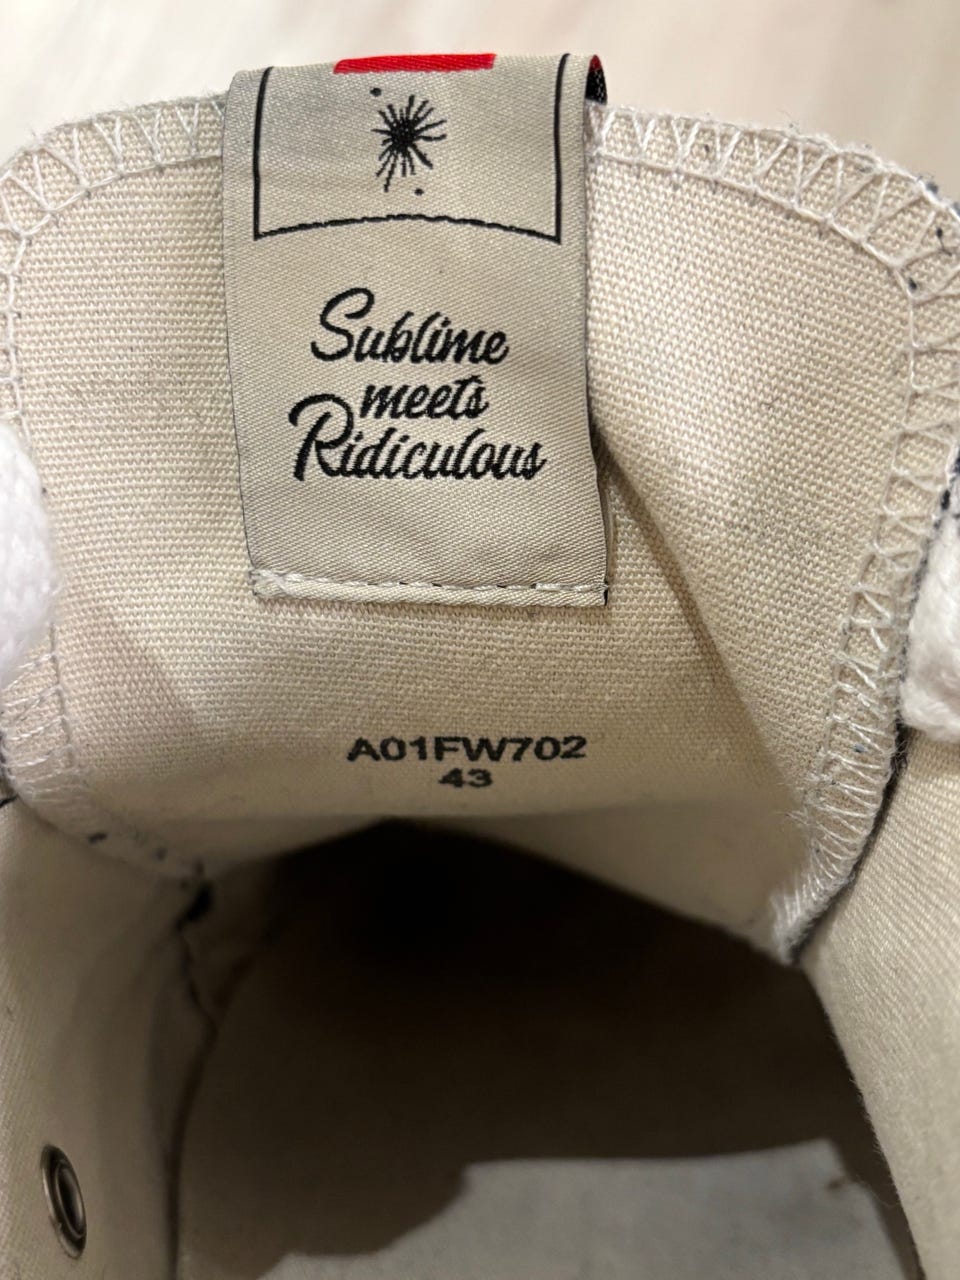 Sublime
meets
Ridiculous
A01FW702
43